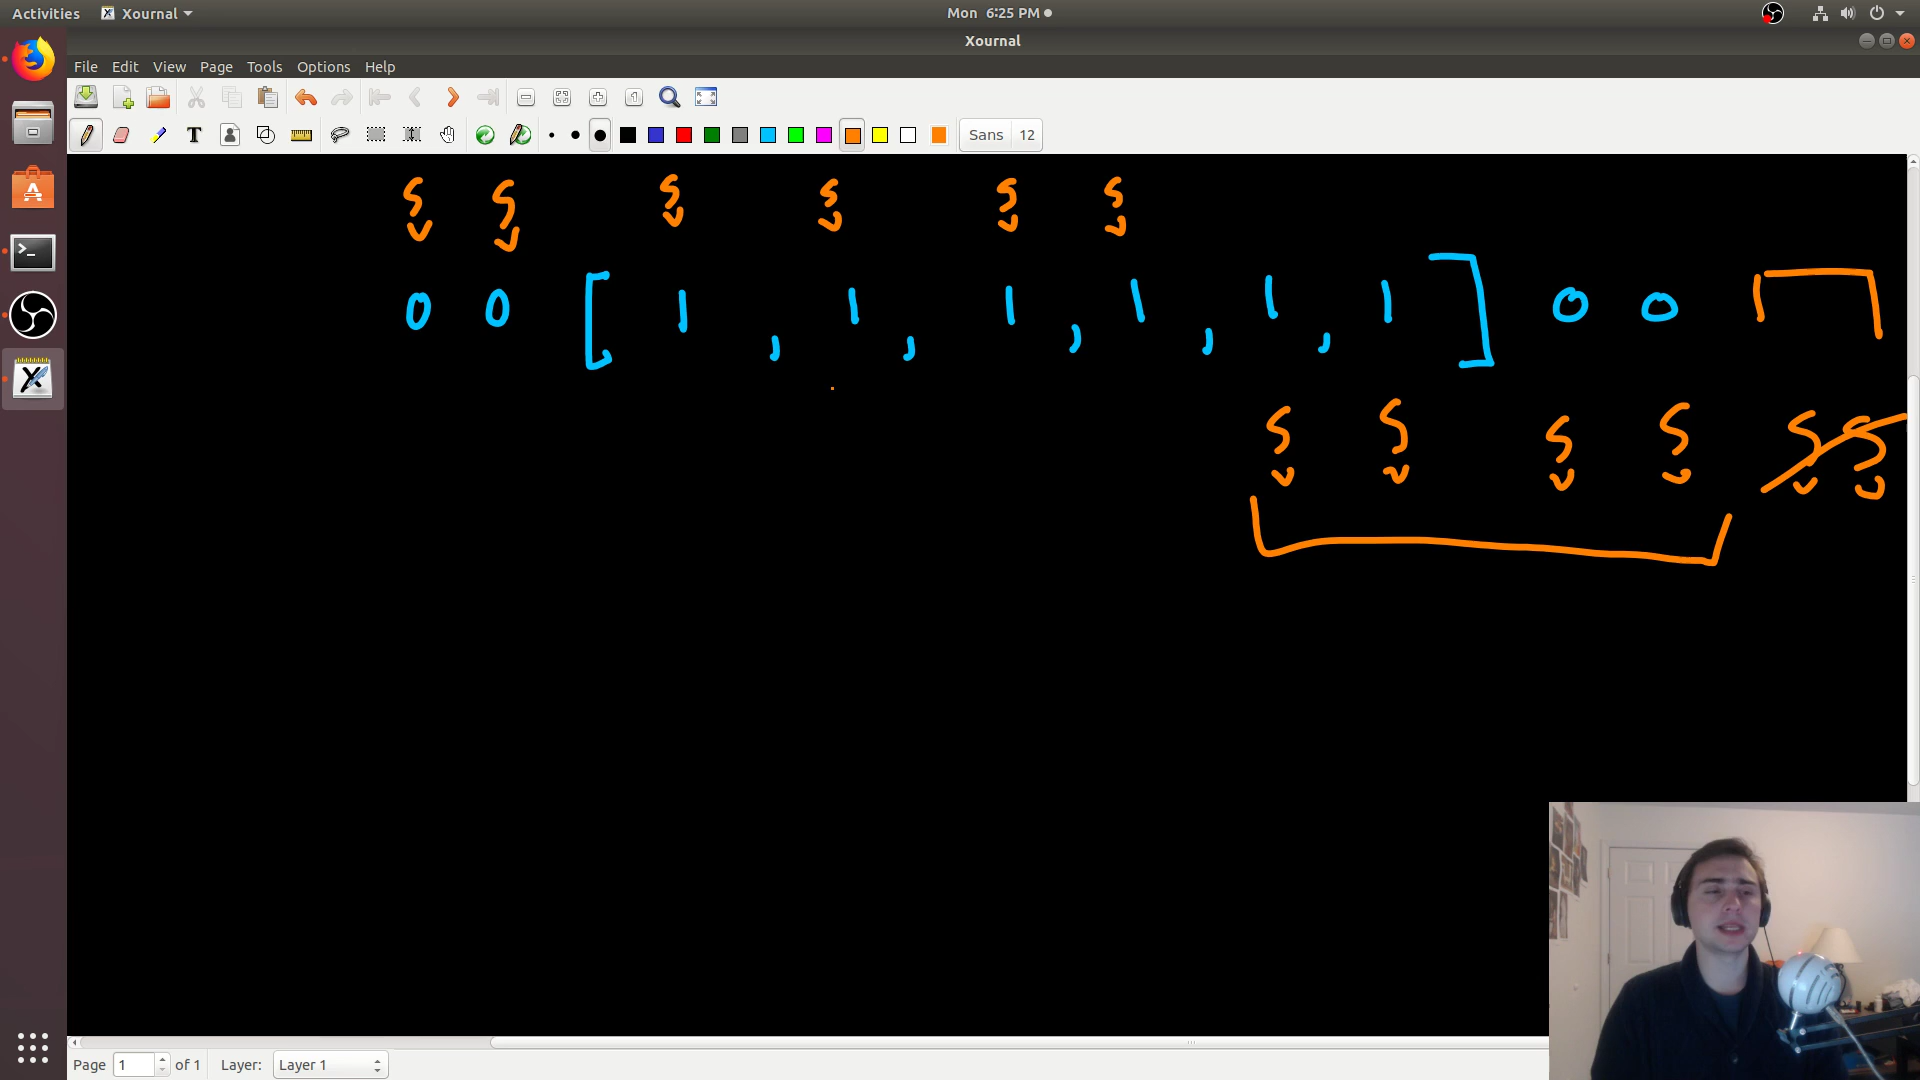 Activities Xournal Mon 6:25 PM
Xournal
File Edit View Page Tools Options Help
T Sans 12
0 0 [ 1 , 1 , 1 , 1 , 1 , 1 ] 0 0
Page 1 of 1 Layer: Layer 1